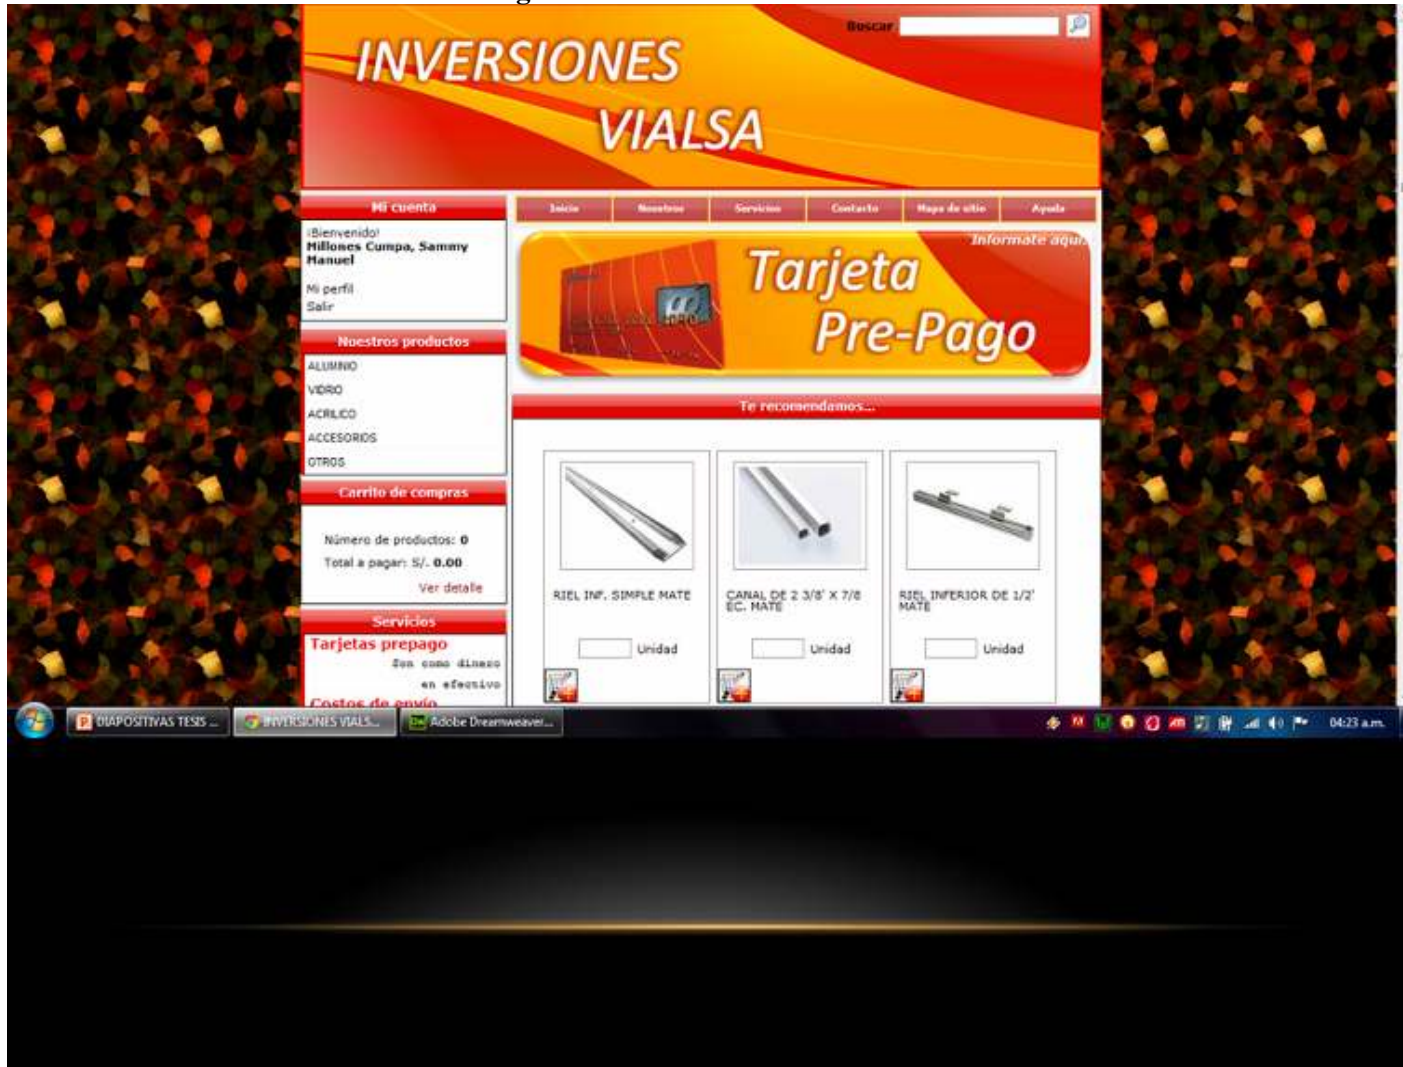 Buscar
INVERSIONES
VIALSA
Mi cuenta
¡Bienvenido!
Millones Cumpa, Sammy
Manuel
Mi perfil
Salir
Nuestros productos
ALUMINIO
VIDRIO
ACRILICO
ACCESORIOS
OTROS
Carrito de compras
Número de productos: 0
Total a pagar: S/. 0.00
Ver detalle
Servicios
Tarjetas prepago
Son como dinero
en efectivo
Costos de envío
Inicio Nosotros Servicios Contacto Mapa de sitio Ayuda
Informate aquí.
Tarjeta
Pre-Pago
Te recomendamos...
RIEL INF. SIMPLE MATE
Unidad
CANAL DE 2 3/8' X 7/8
EC. MATE
Unidad
RIEL INFERIOR DE 1/2'
MATE
Unidad
DIAPOSITIVAS TESIS ... INVERSIONES VIALS... Adobe Dreamweaver... 04:23 a.m.